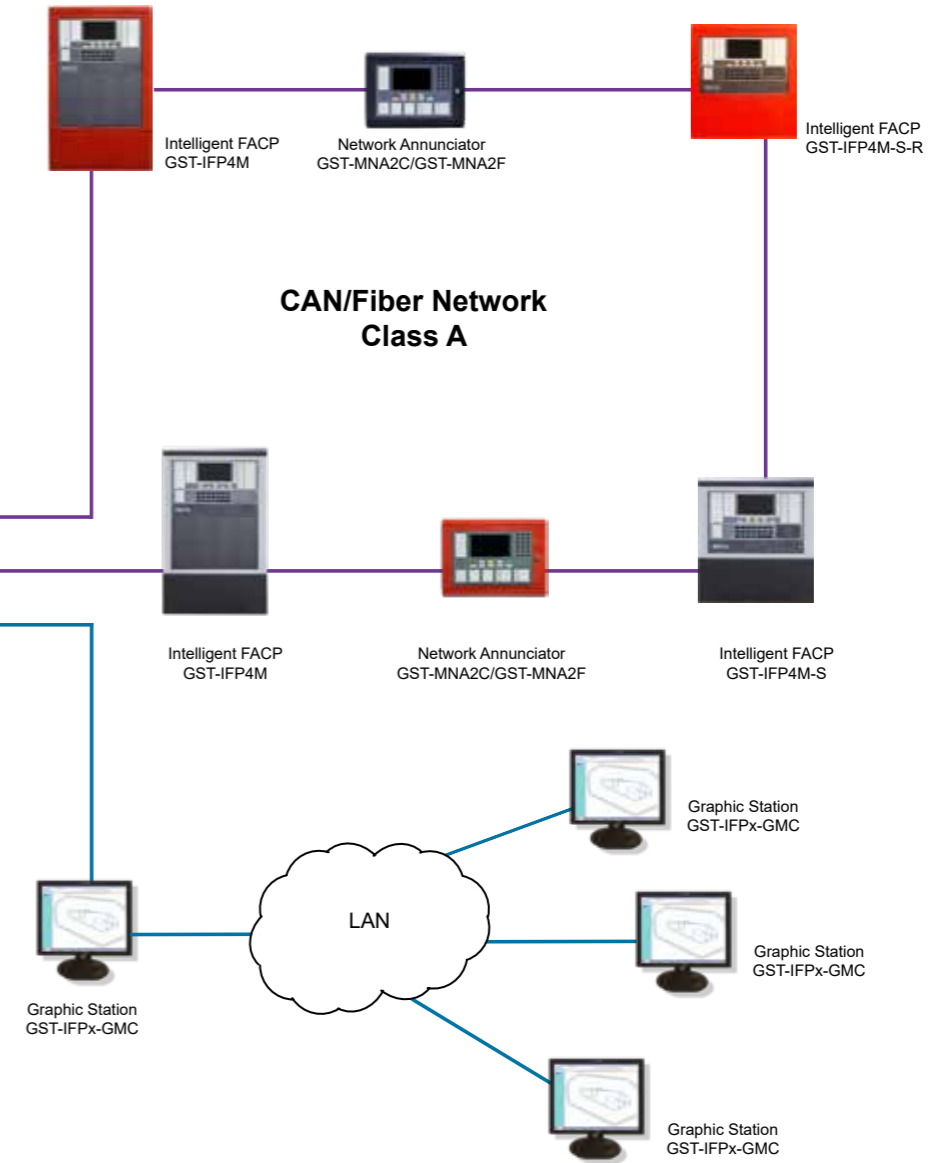 Intelligent FACP
GST-IFP4M
Network Annunciator
GST-MNA2C/GST-MNA2F
Intelligent FACP
GST-IFP4M-S-R
CAN/Fiber Network
Class A
Intelligent FACP
GST-IFP4M
Network Annunciator
GST-MNA2C/GST-MNA2F
Intelligent FACP
GST-IFP4M-S
Graphic Station
GST-IFPx-GMC
LAN
Graphic Station
GST-IFPx-GMC
Graphic Station
GST-IFPx-GMC
Graphic Station
GST-IFPx-GMC